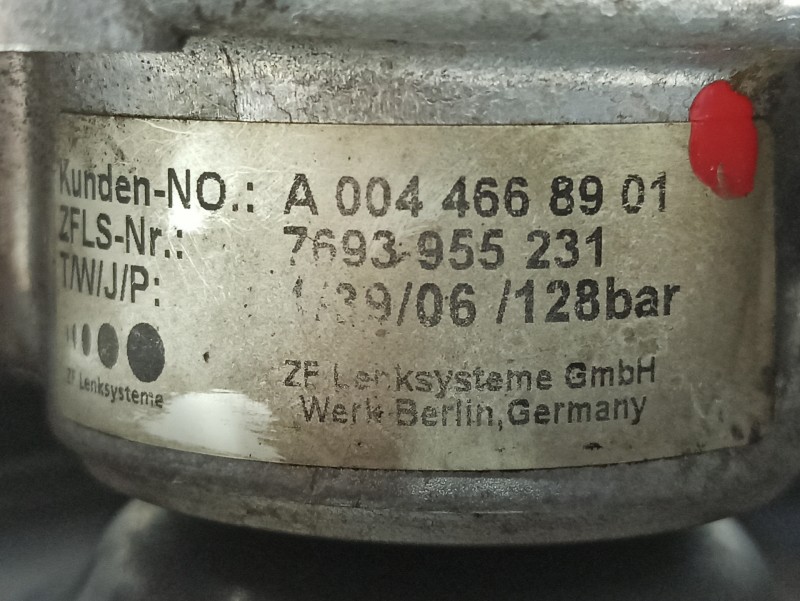 Kunden-NO.: A 004 466 89 01
ZFLS-Nr.: 7693 955 231
T/W/J/P: /39/06 /128bar
ZF Lenksysteme
ZF Lenksysteme GmbH
Werk Berlin, Germany